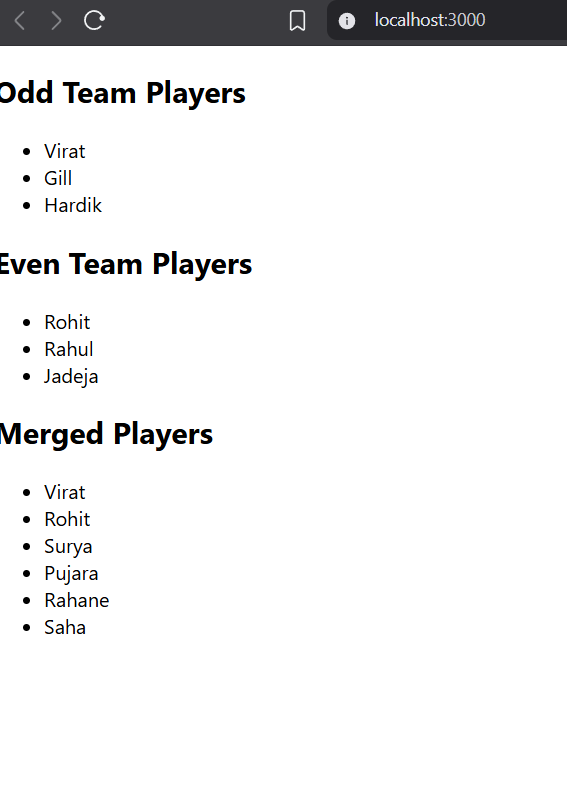 localhost:3000
Odd Team Players
Virat
Gill
Hardik
Even Team Players
Rohit
Rahul
Jadeja
Merged Players
Virat
Rohit
Surya
Pujara
Rahane
Saha